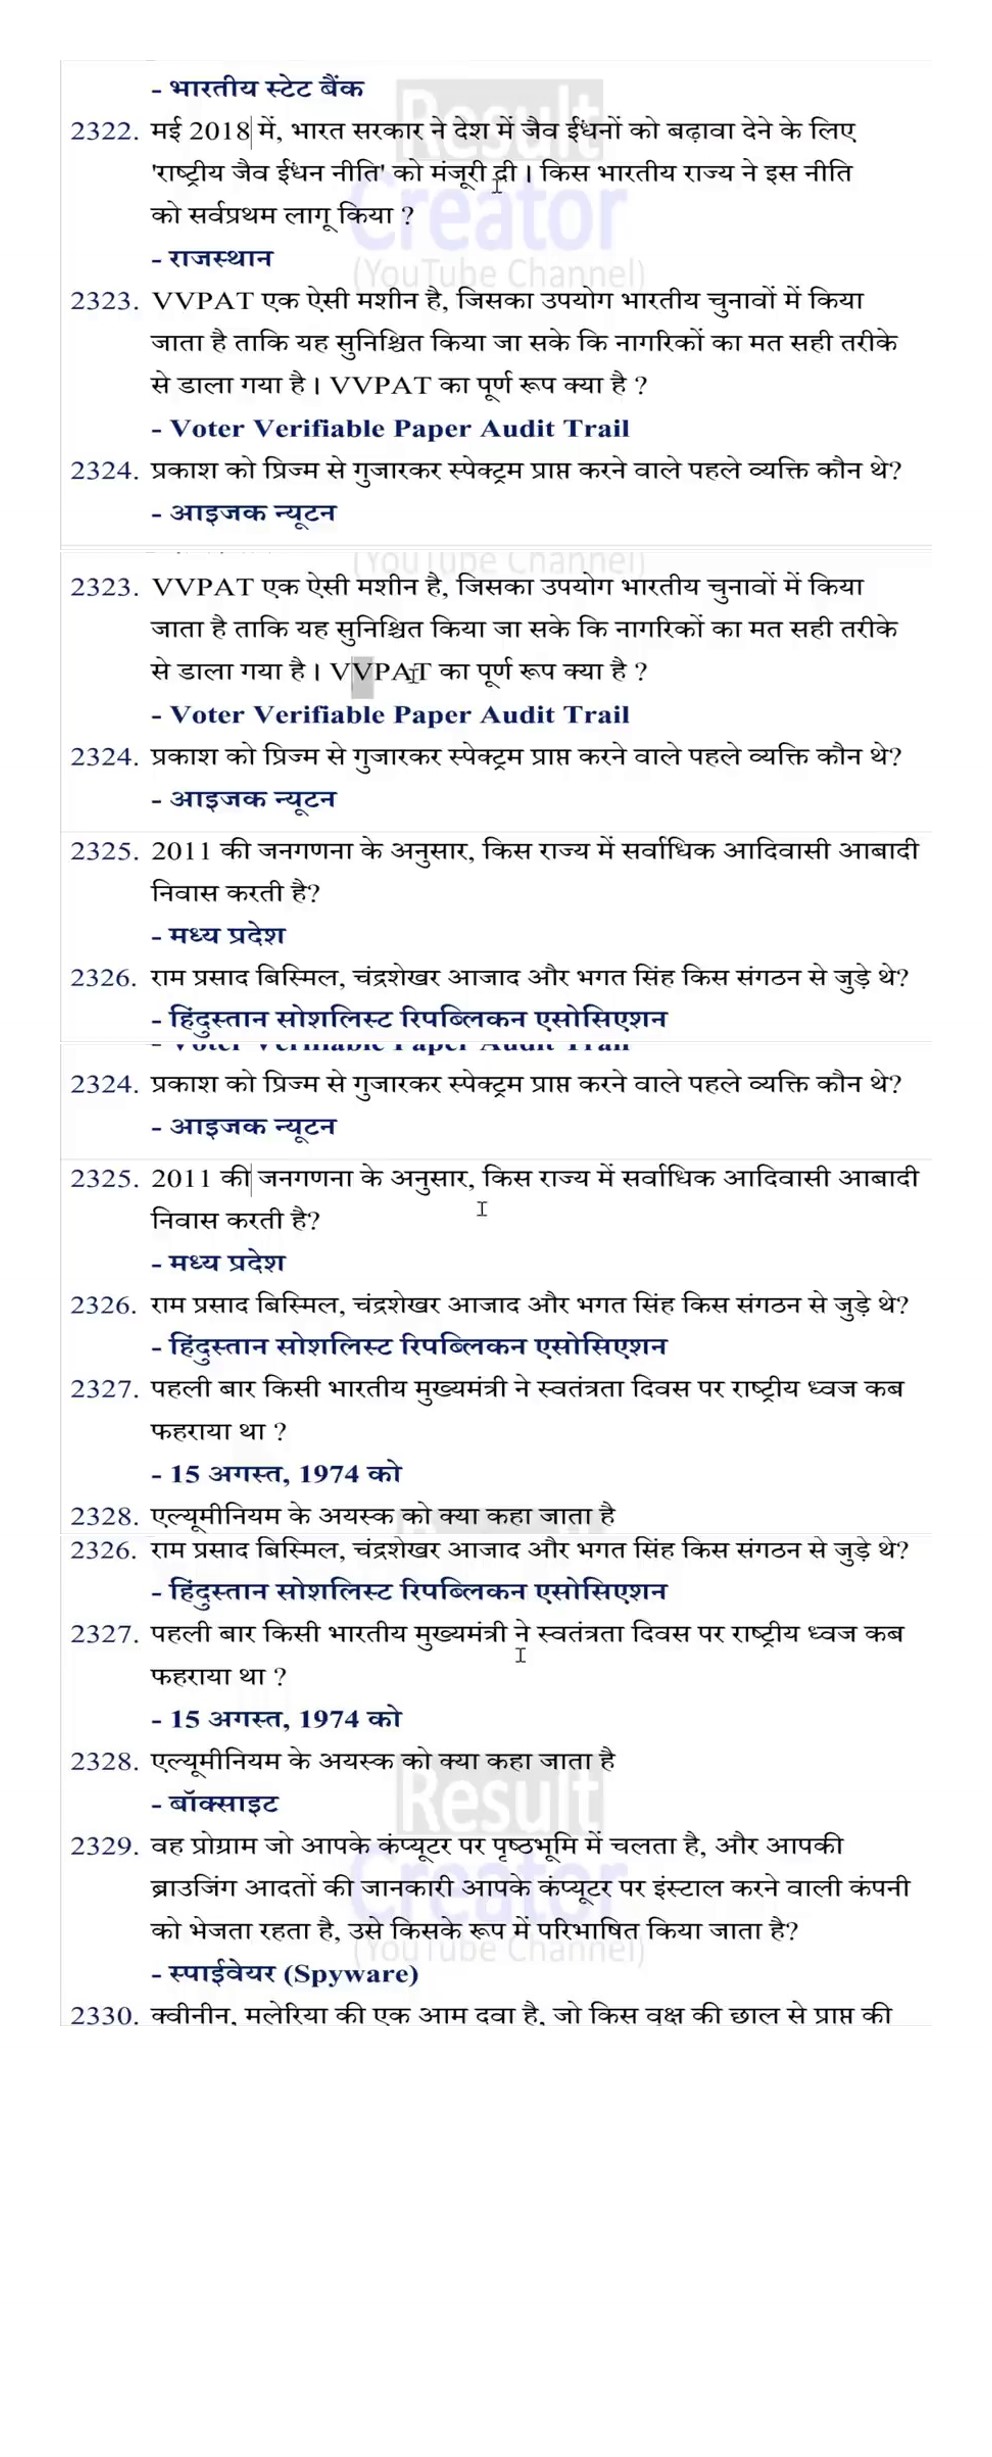 - भारतीय स्टेट बैंक
Result
2322. मई 2018 में, भारत सरकार ने देश में जैव ईंधनों को बढ़ावा देने के लिए
'राष्ट्रीय जैव ईंधन नीति' को मंजूरी दी। किस भारतीय राज्य ने इस नीति
Creator
को सर्वप्रथम लागू किया ?
- राजस्थान
(YouTube Channel)
2323. VVPAT एक ऐसी मशीन है, जिसका उपयोग भारतीय चुनावों में किया
जाता है ताकि यह सुनिश्चित किया जा सके कि नागरिकों का मत सही तरीके
से डाला गया है। VVPAT का पूर्ण रूप क्या है ?
- Voter Verifiable Paper Audit Trail
2324. प्रकाश को प्रिज्म से गुजारकर स्पेक्ट्रम प्राप्त करने वाले पहले व्यक्ति कौन थे?
- आइजक न्यूटन
(YouTube Channel)
2323. VVPAT एक ऐसी मशीन है, जिसका उपयोग भारतीय चुनावों में किया
जाता है ताकि यह सुनिश्चित किया जा सके कि नागरिकों का मत सही तरीके
से डाला गया है। VVPAT का पूर्ण रूप क्या है ?
- Voter Verifiable Paper Audit Trail
2324. प्रकाश को प्रिज्म से गुजारकर स्पेक्ट्रम प्राप्त करने वाले पहले व्यक्ति कौन थे?
- आइजक न्यूटन
2325. 2011 की जनगणना के अनुसार, किस राज्य में सर्वाधिक आदिवासी आबादी
निवास करती है?
- मध्य प्रदेश
2326. राम प्रसाद बिस्मिल, चंद्रशेखर आजाद और भगत सिंह किस संगठन से जुड़े थे?
- हिंदुस्तान सोशलिस्ट रिपब्लिकन एसोसिएशन
- Voter Verifiable Paper Audit Trail
2324. प्रकाश को प्रिज्म से गुजारकर स्पेक्ट्रम प्राप्त करने वाले पहले व्यक्ति कौन थे?
- आइजक न्यूटन
2325. 2011 की जनगणना के अनुसार, किस राज्य में सर्वाधिक आदिवासी आबादी
निवास करती है?
- मध्य प्रदेश
2326. राम प्रसाद बिस्मिल, चंद्रशेखर आजाद और भगत सिंह किस संगठन से जुड़े थे?
- हिंदुस्तान सोशलिस्ट रिपब्लिकन एसोसिएशन
2327. पहली बार किसी भारतीय मुख्यमंत्री ने स्वतंत्रता दिवस पर राष्ट्रीय ध्वज कब
फहराया था ?
- 15 अगस्त, 1974 को
2328. एल्यूमीनियम के अयस्क को क्या कहा जाता है
2326. राम प्रसाद बिस्मिल, चंद्रशेखर आजाद और भगत सिंह किस संगठन से जुड़े थे?
- हिंदुस्तान सोशलिस्ट रिपब्लिकन एसोसिएशन
2327. पहली बार किसी भारतीय मुख्यमंत्री ने स्वतंत्रता दिवस पर राष्ट्रीय ध्वज कब
फहराया था ?
- 15 अगस्त, 1974 को
2328. एल्यूमीनियम के अयस्क को क्या कहा जाता है
Result
- बॉक्साइट
2329. वह प्रोग्राम जो आपके कंप्यूटर पर पृष्ठभूमि में चलता है, और आपकी
Creator
ब्राउजिंग आदतों की जानकारी आपके कंप्यूटर पर इंस्टाल करने वाली कंपनी
को भेजता रहता है, उसे किसके रूप में परिभाषित किया जाता है?
(YouTube Channel)
- स्पाईवेयर (Spyware)
2330. क्वीनीन, मलेरिया की एक आम दवा है, जो किस वृक्ष की छाल से प्राप्त की